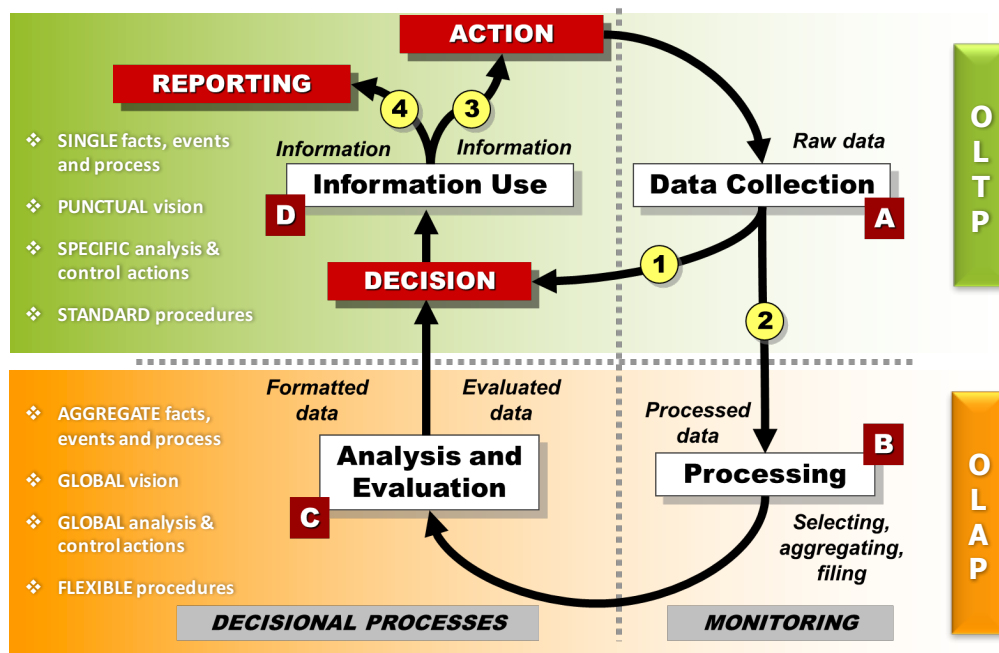 ACTION
REPORTING
4
3
Information
Information
Raw data
Information Use
D
Data Collection
A
❖ SINGLE facts, events
and process
❖ PUNCTUAL vision
❖ SPECIFIC analysis &
control actions
❖ STANDARD procedures
1
DECISION
2
O
L
T
P
Formatted
data
Evaluated
data
Processed
data
❖ AGGREGATE facts,
events and process
❖ GLOBAL vision
❖ GLOBAL analysis &
control actions
❖ FLEXIBLE procedures
Analysis and
Evaluation
C
B
Processing
Selecting,
aggregating,
filing
O
L
A
P
DECISIONAL PROCESSES
MONITORING